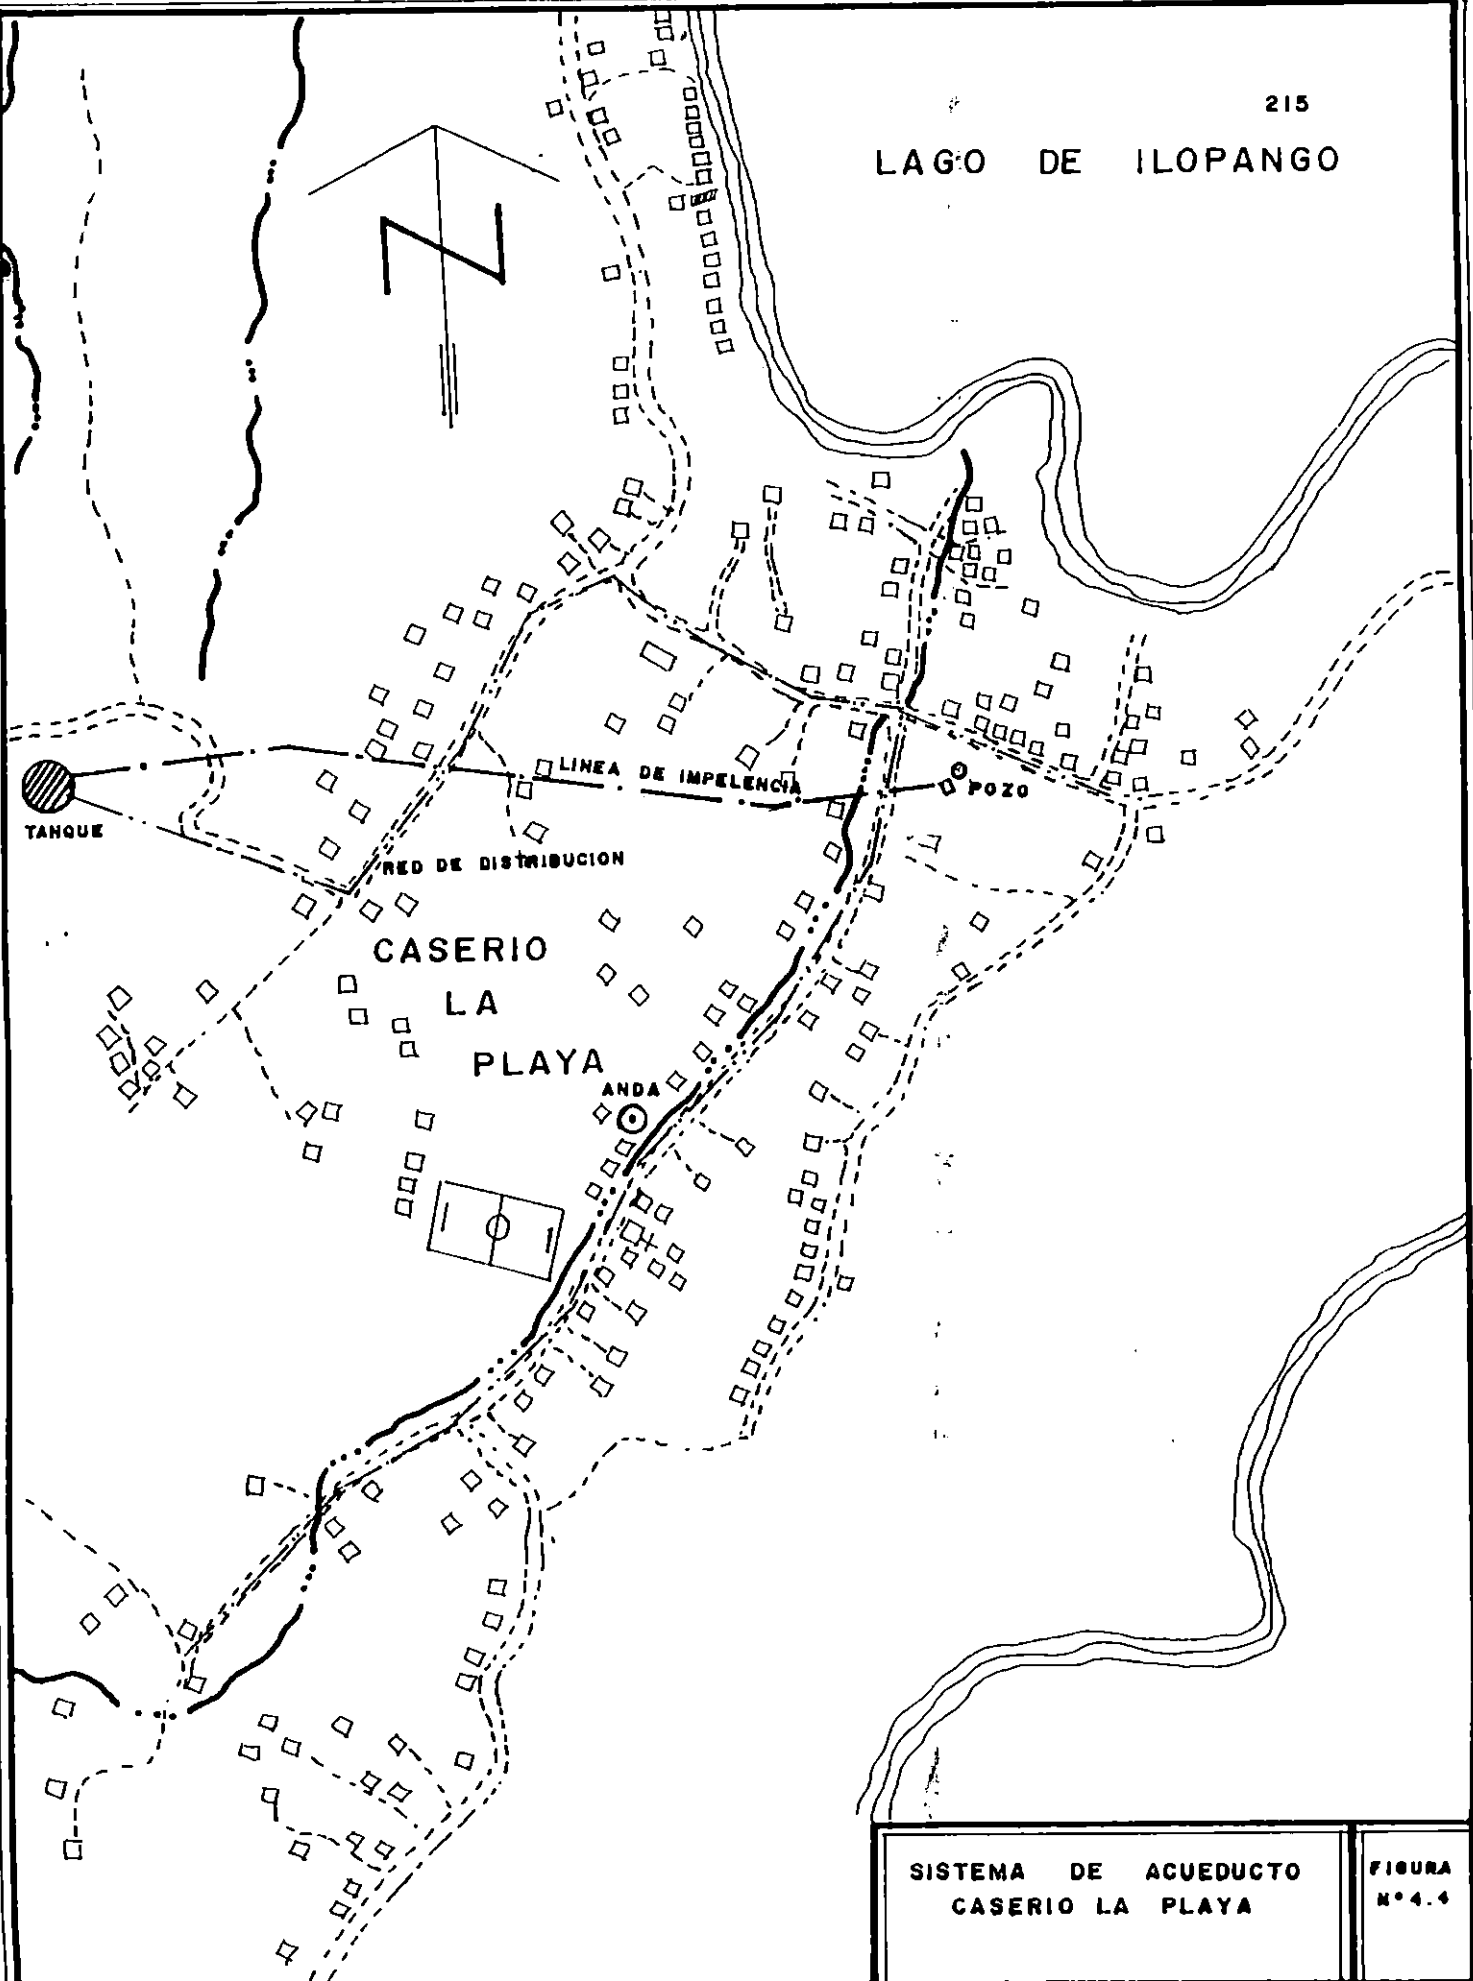 215
LAGO DE ILOPANGO
N
LINEA DE IMPELENCIA
POZO
TANQUE
RED DE DISTRIBUCION
CASERIO
LA
PLAYA
ANDA
SISTEMA DE ACUEDUCTO
CASERIO LA PLAYA
FIGURA
Nº 4.4